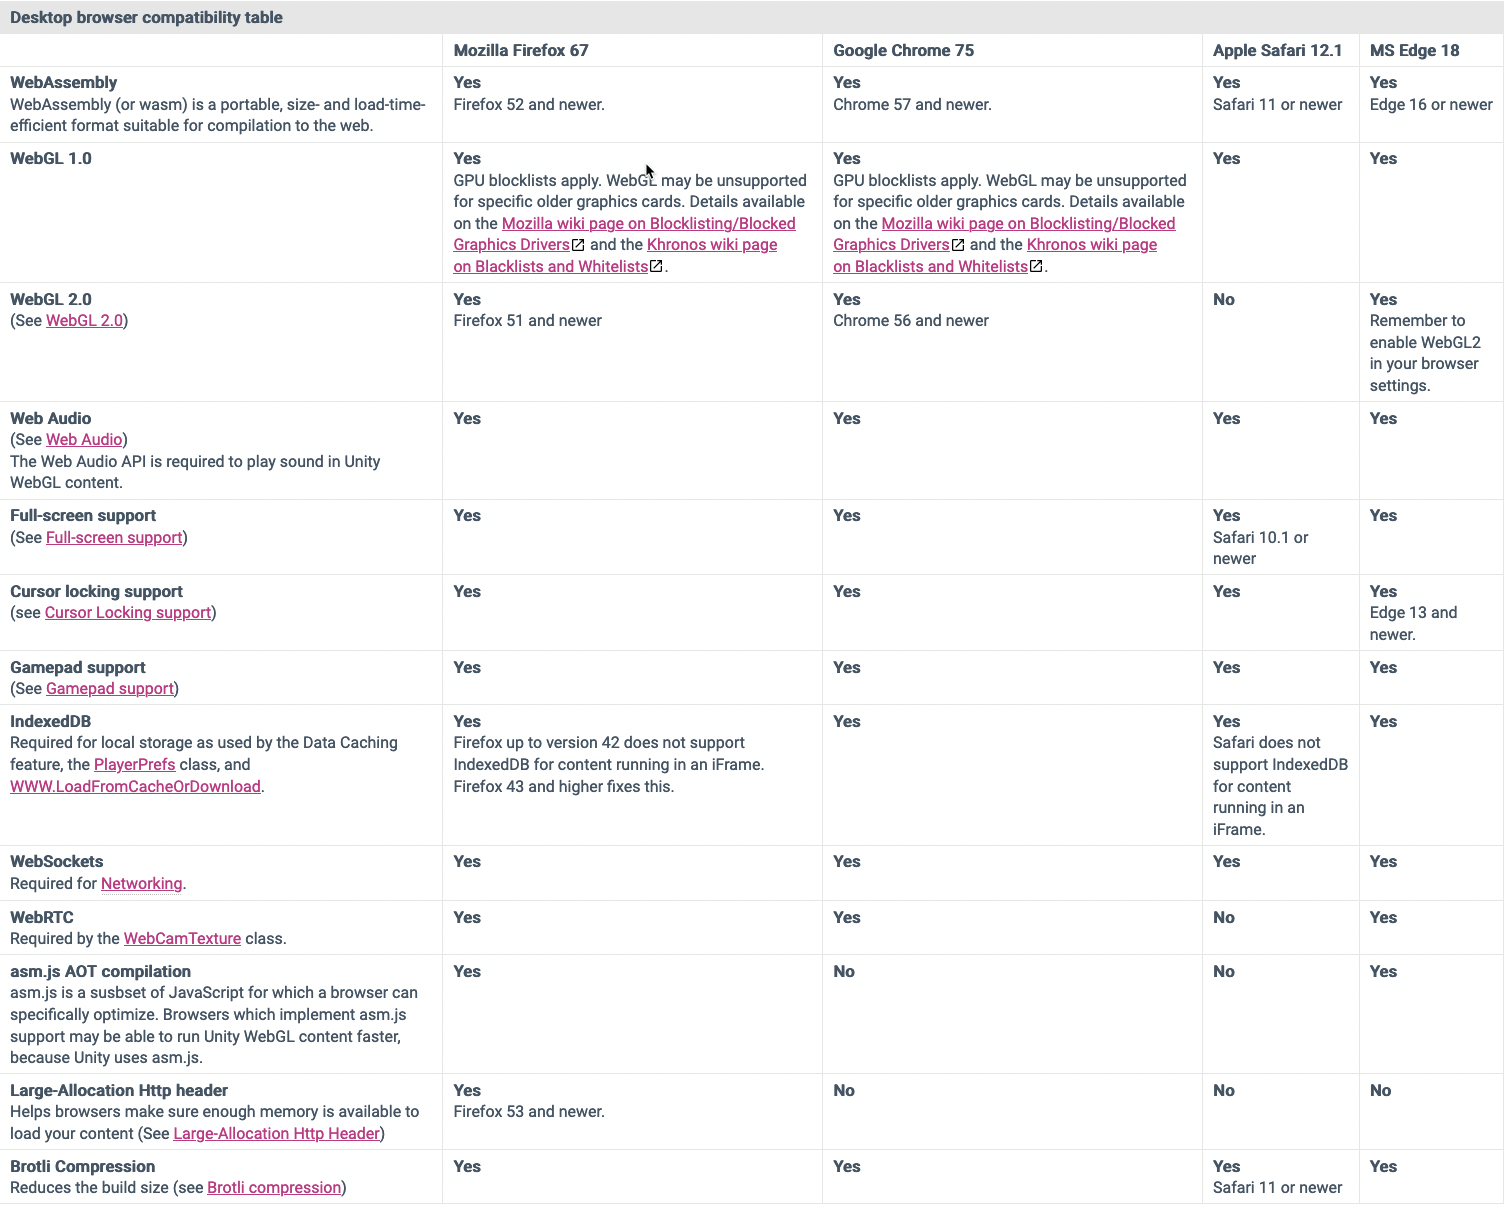 Desktop browser compatibility table
Mozilla Firefox 67
Google Chrome 75
Apple Safari 12.1
MS Edge 18
WebAssembly
WebAssembly (or wasm) is a portable, size- and load-time-
efficient format suitable for compilation to the web.
Yes
Firefox 52 and newer.
Yes
Chrome 57 and newer.
Yes
Safari 11 or newer
Yes
Edge 16 or newer
WebGL 1.0
Yes
GPU blocklists apply. WebGL may be unsupported
for specific older graphics cards. Details available
on the Mozilla wiki page on Blocklisting/Blocked
Graphics Drivers and the Khronos wiki page
on Blacklists and Whitelists.
Yes
GPU blocklists apply. WebGL may be unsupported
for specific older graphics cards. Details available
on the Mozilla wiki page on Blocklisting/Blocked
Graphics Drivers and the Khronos wiki page
on Blacklists and Whitelists.
Yes
Yes
WebGL 2.0
(See WebGL 2.0)
Yes
Firefox 51 and newer
Yes
Chrome 56 and newer
No
Yes
Remember to
enable WebGL2
in your browser
settings.
Web Audio
(See Web Audio)
The Web Audio API is required to play sound in Unity
WebGL content.
Yes
Yes
Yes
Yes
Full-screen support
(See Full-screen support)
Yes
Yes
Yes
Safari 10.1 or
newer
Yes
Cursor locking support
(see Cursor Locking support)
Yes
Yes
Yes
Yes
Edge 13 and
newer.
Gamepad support
(See Gamepad support)
Yes
Yes
Yes
Yes
IndexedDB
Required for local storage as used by the Data Caching
feature, the PlayerPrefs class, and
WWW.LoadFromCacheOrDownload.
Yes
Firefox up to version 42 does not support
IndexedDB for content running in an iFrame.
Firefox 43 and higher fixes this.
Yes
Yes
Safari does not
support IndexedDB
for content
running in an
iFrame.
Yes
WebSockets
Required for Networking.
Yes
Yes
Yes
Yes
WebRTC
Required by the WebCamTexture class.
Yes
Yes
No
Yes
asm.js AOT compilation
asm.js is a susbset of JavaScript for which a browser can
specifically optimize. Browsers which implement asm.js
support may be able to run Unity WebGL content faster,
because Unity uses asm.js.
Yes
No
No
Yes
Large-Allocation Http header
Helps browsers make sure enough memory is available to
load your content (See Large-Allocation Http Header)
Yes
Firefox 53 and newer.
No
No
No
Brotli Compression
Reduces the build size (see Brotli compression)
Yes
Yes
Yes
Safari 11 or newer
Yes